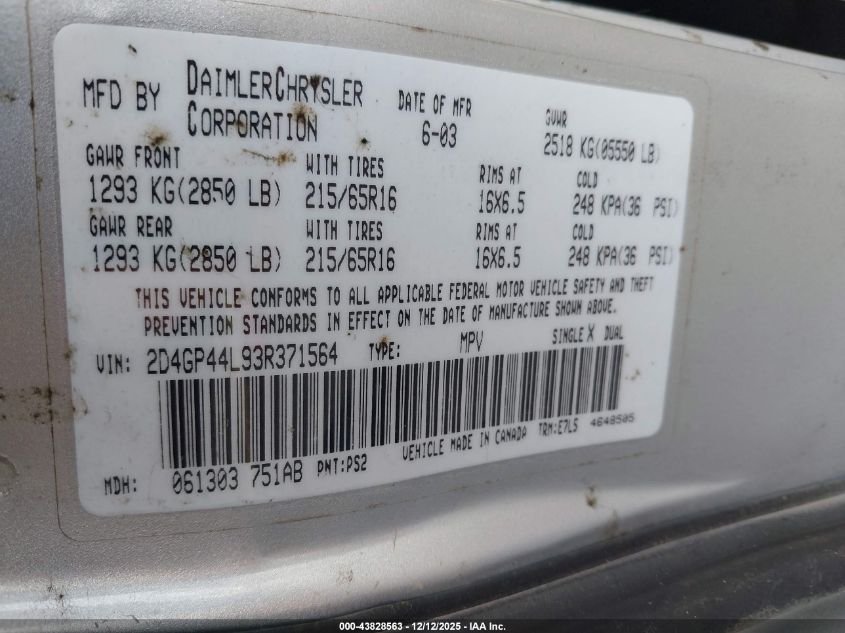 MFD BY DAIMLERCHRYSLER CORPORATION DATE OF MFR 6-03 GVWR 2518 KG(05550 LB)
GAWR FRONT WITH TIRES RIMS AT COLD
1293 KG(2850 LB) 215/65R16 16X6.5 248 KPA(36 PSI)
GAWR REAR WITH TIRES RIMS AT COLD
1293 KG(2850 LB) 215/65R16 16X6.5 248 KPA(36 PSI)
THIS VEHICLE CONFORMS TO ALL APPLICABLE FEDERAL MOTOR VEHICLE SAFETY AND THEFT
PREVENTION STANDARDS IN EFFECT ON THE DATE OF MANUFACTURE SHOWN ABOVE.
VIN: 2D4GP44L93R371564 TYPE: MPV SINGLE X DUAL
MDH: 061303 751AB PNT:PS2 VEHICLE MADE IN CANADA TRM:E7L5 4648505
000-43828563 - 12/12/2025 - IAA Inc.